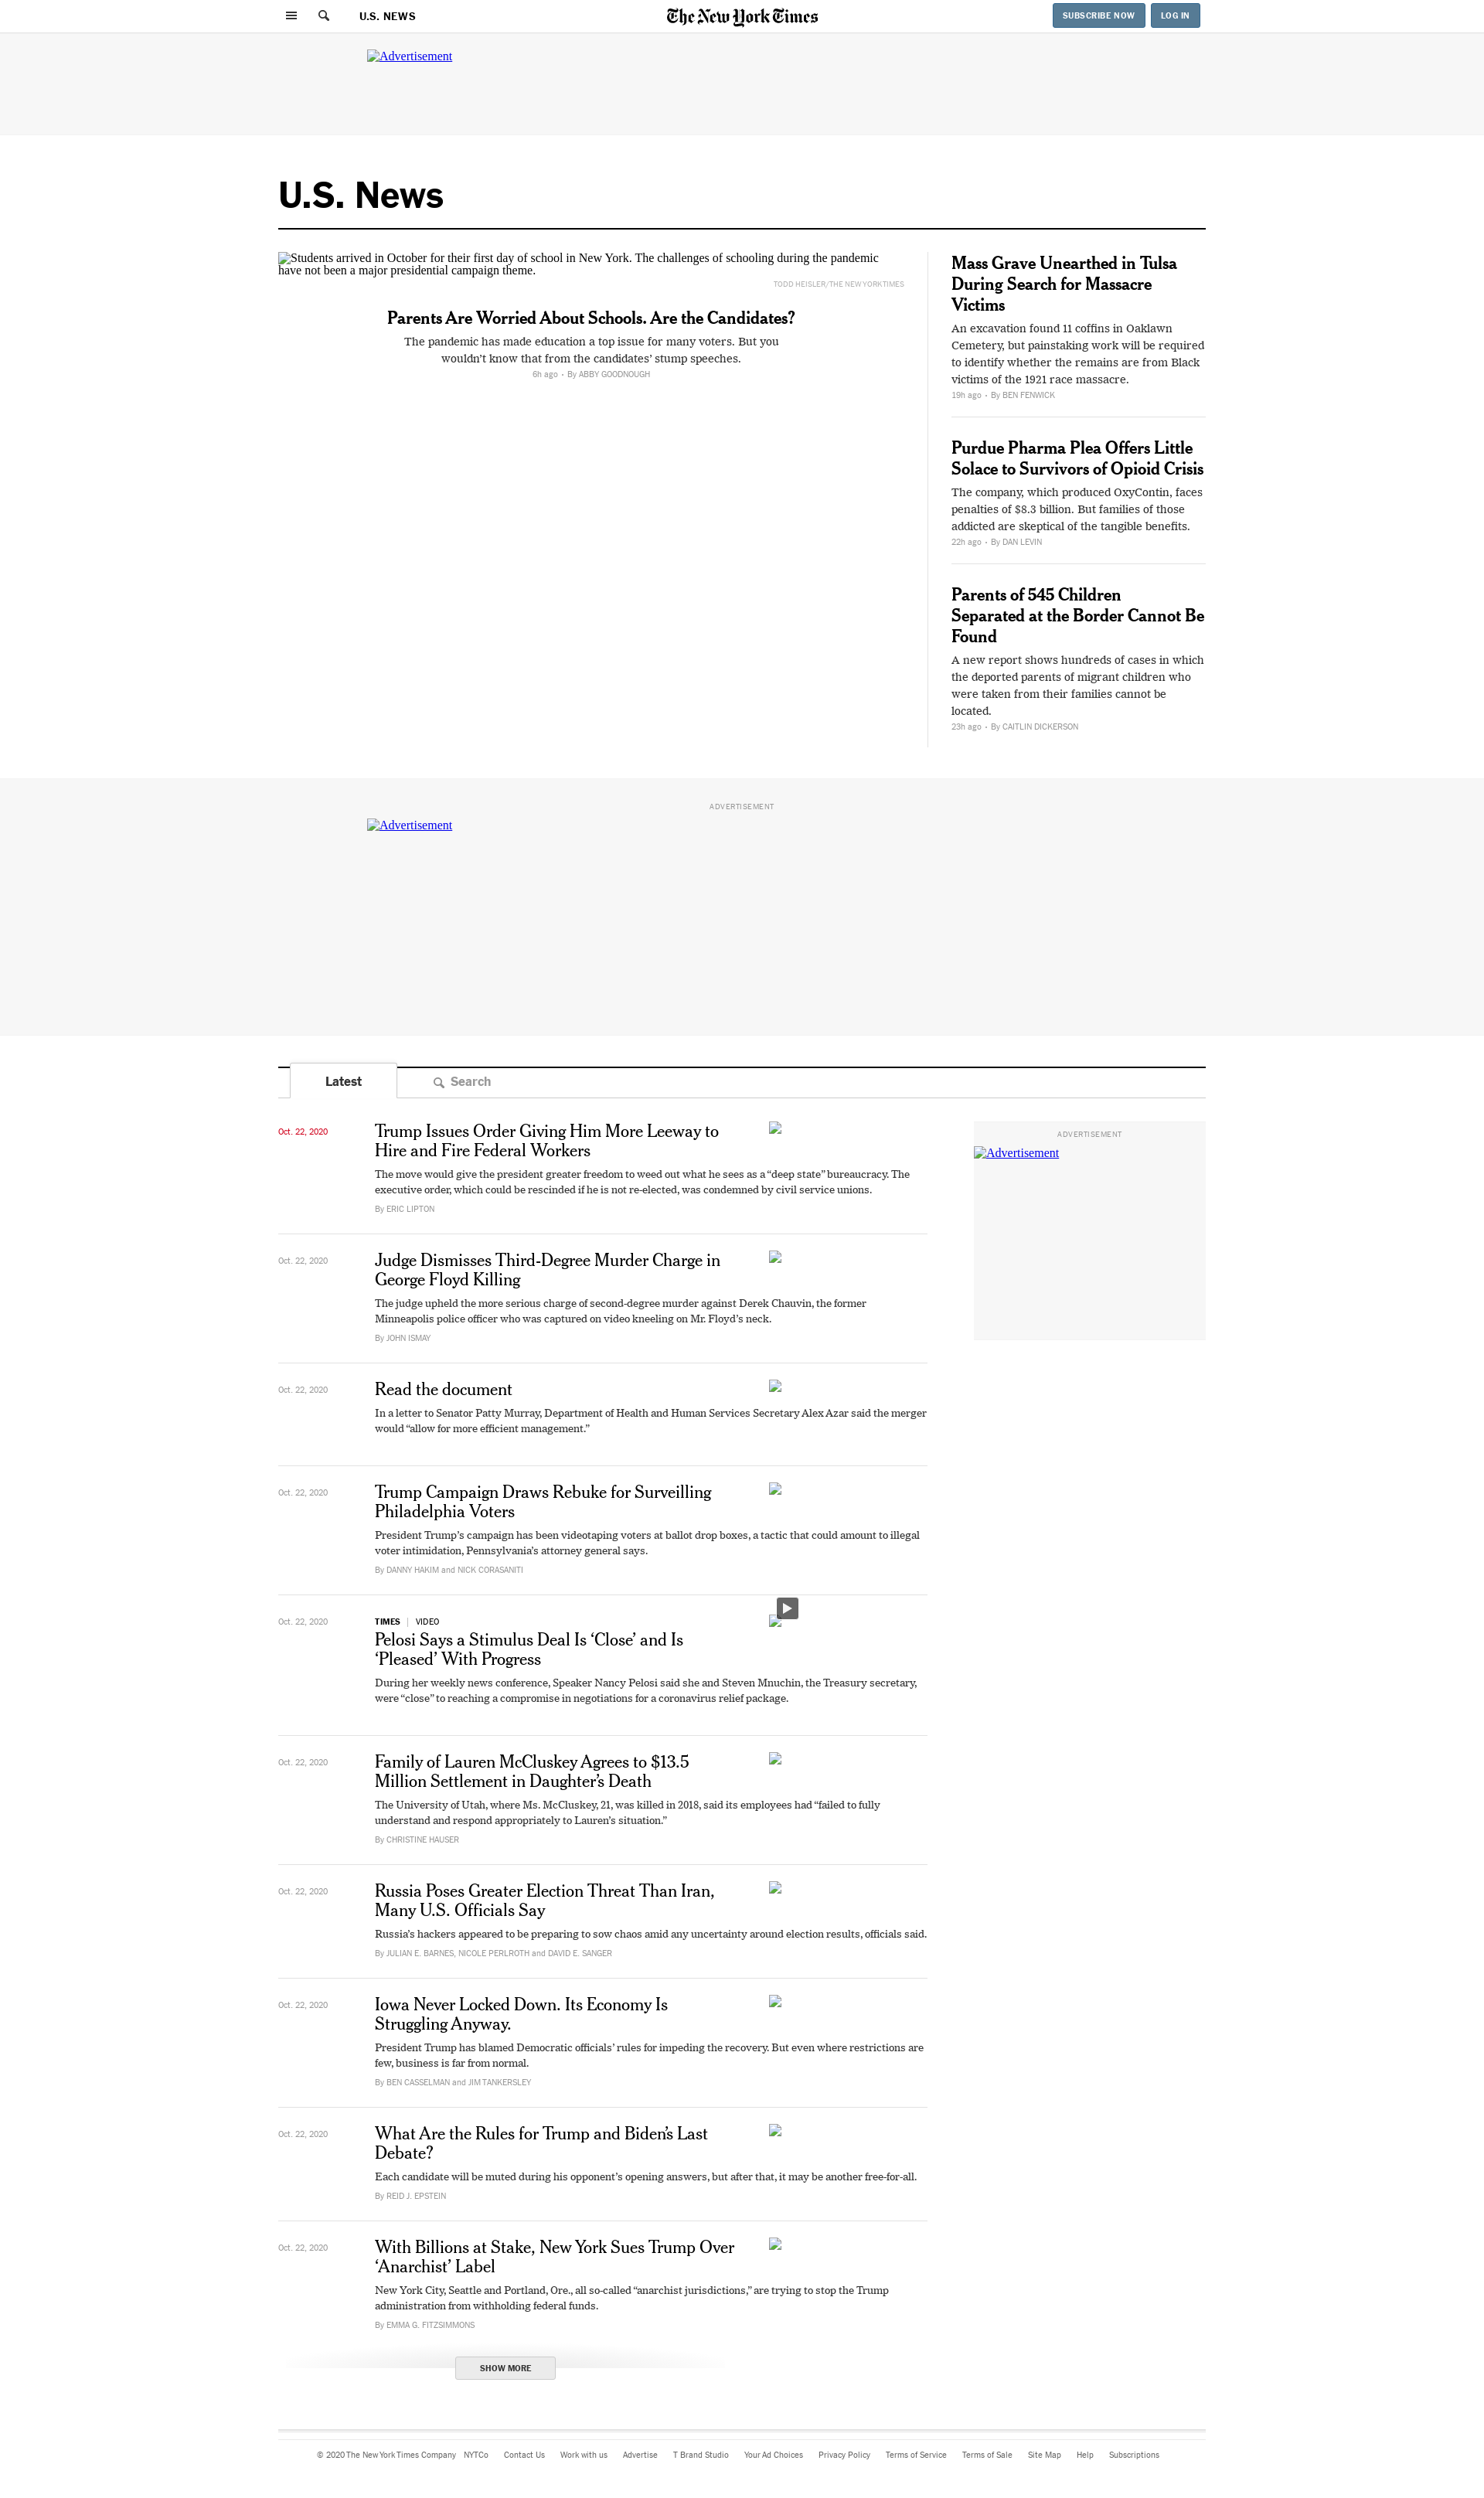 U.S. NEWS
The New York Times
SUBSCRIBE NOW
LOG IN
Advertisement
U.S. News
Students arrived in October for their first day of school in New York. The challenges of schooling during the pandemic
have not been a major presidential campaign theme.
TODD HEISLER/THE NEW YORK TIMES
Parents Are Worried About Schools. Are the Candidates?
The pandemic has made education a top issue for many voters. But you
wouldn't know that from the candidates' stump speeches.
6h ago • By ABBY GOODNOUGH
Mass Grave Unearthed in Tulsa
During Search for Massacre
Victims
An excavation found 11 coffins in Oaklawn
Cemetery, but painstaking work will be required
to identify whether the remains are from Black
victims of the 1921 race massacre.
19h ago • By BEN FENWICK
Purdue Pharma Plea Offers Little
Solace to Survivors of Opioid Crisis
The company, which produced OxyContin, faces
penalties of $8.3 billion. But families of those
addicted are skeptical of the tangible benefits.
22h ago • By DAN LEVIN
Parents of 545 Children
Separated at the Border Cannot Be
Found
A new report shows hundreds of cases in which
the deported parents of migrant children who
were taken from their families cannot be
located.
23h ago • By CAITLIN DICKERSON
ADVERTISEMENT
Advertisement
Latest
Search
Oct. 22, 2020
Trump Issues Order Giving Him More Leeway to
Hire and Fire Federal Workers
The move would give the president greater freedom to weed out what he sees as a “deep state” bureaucracy. The
executive order, which could be rescinded if he is not re-elected, was condemned by civil service unions.
By ERIC LIPTON
ADVERTISEMENT
Advertisement
Oct. 22, 2020
Judge Dismisses Third-Degree Murder Charge in
George Floyd Killing
The judge upheld the more serious charge of second-degree murder against Derek Chauvin, the former
Minneapolis police officer who was captured on video kneeling on Mr. Floyd’s neck.
By JOHN ISMAY
Oct. 22, 2020
Read the document
In a letter to Senator Patty Murray, Department of Health and Human Services Secretary Alex Azar said the merger
would “allow for more efficient management.”
Oct. 22, 2020
Trump Campaign Draws Rebuke for Surveilling
Philadelphia Voters
President Trump’s campaign has been videotaping voters at ballot drop boxes, a tactic that could amount to illegal
voter intimidation, Pennsylvania’s attorney general says.
By DANNY HAKIM and NICK CORASANITI
Oct. 22, 2020
TIMES | VIDEO
Pelosi Says a Stimulus Deal Is ‘Close’ and Is
‘Pleased’ With Progress
During her weekly news conference, Speaker Nancy Pelosi said she and Steven Mnuchin, the Treasury secretary,
were “close” to reaching a compromise in negotiations for a coronavirus relief package.
Oct. 22, 2020
Family of Lauren McCluskey Agrees to $13.5
Million Settlement in Daughter’s Death
The University of Utah, where Ms. McCluskey, 21, was killed in 2018, said its employees had “failed to fully
understand and respond appropriately to Lauren’s situation.”
By CHRISTINE HAUSER
Oct. 22, 2020
Russia Poses Greater Election Threat Than Iran,
Many U.S. Officials Say
Russia’s hackers appeared to be preparing to sow chaos amid any uncertainty around election results, officials said.
By JULIAN E. BARNES, NICOLE PERLROTH and DAVID E. SANGER
Oct. 22, 2020
Iowa Never Locked Down. Its Economy Is
Struggling Anyway.
President Trump has blamed Democratic officials’ rules for impeding the recovery. But even where restrictions are
few, business is far from normal.
By BEN CASSELMAN and JIM TANKERSLEY
Oct. 22, 2020
What Are the Rules for Trump and Biden’s Last
Debate?
Each candidate will be muted during his opponent’s opening answers, but after that, it may be another free-for-all.
By REID J. EPSTEIN
Oct. 22, 2020
With Billions at Stake, New York Sues Trump Over
‘Anarchist’ Label
New York City, Seattle and Portland, Ore., all so-called “anarchist jurisdictions,” are trying to stop the Trump
administration from withholding federal funds.
By EMMA G. FITZSIMMONS
SHOW MORE
© 2020 The New York Times Company NYTCo Contact Us Work with us Advertise T Brand Studio Your Ad Choices Privacy Policy Terms of Service Terms of Sale Site Map Help Subscriptions